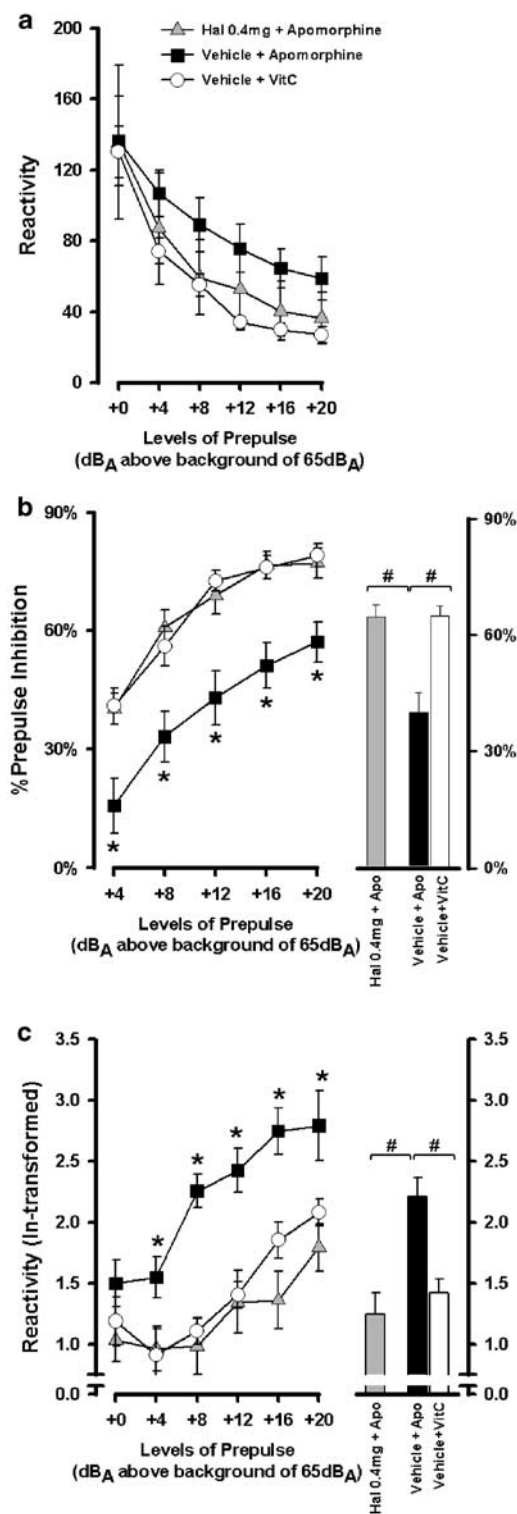 a
Hal 0.4mg + Apomorphine
Vehicle + Apomorphine
Vehicle + VitC
200
160
120
80
40
0
Reactivity
+0 +4 +8 +12 +16 +20
Levels of Prepulse
(dBA above background of 65dBA)
b
90%
60%
30%
0%
%Prepulse Inhibition
* * * * *
+4 +8 +12 +16 +20
Levels of Prepulse
(dBA above background of 65dBA)
# #
90%
60%
30%
0%
Hal 0.4mg + Apo
Vehicle + Apo
Vehicle+VitC
c
3.5
3.0
2.5
2.0
1.5
1.0
0.0
Reactivity (ln-transformed)
* * * * *
+0 +4 +8 +12 +16 +20
Levels of Prepulse
(dBA above background of 65dBA)
# #
3.5
3.0
2.5
2.0
1.5
1.0
0.0
Hal 0.4mg + Apo
Vehicle + Apo
Vehicle+VitC